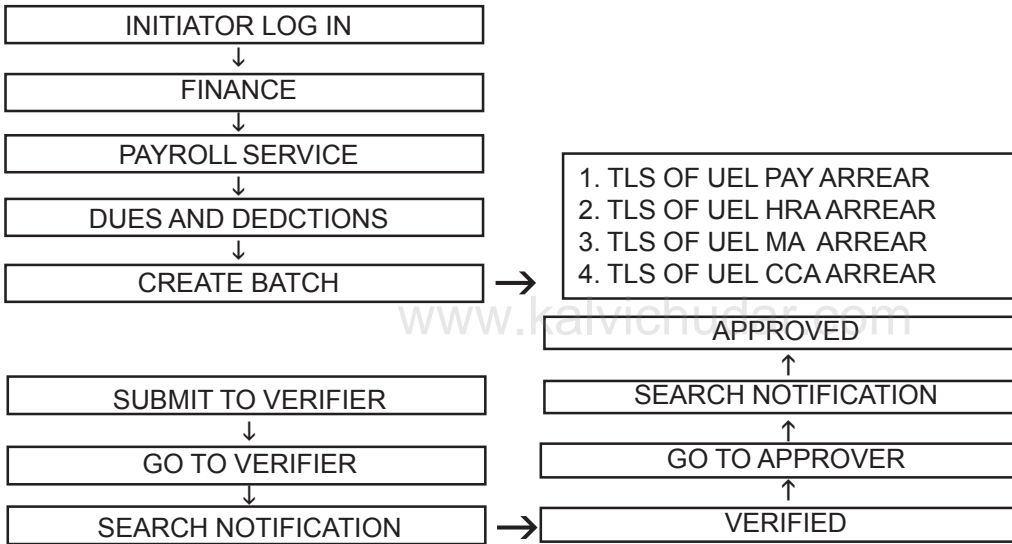 INITIATOR LOG IN
↓
FINANCE
↓
PAYROLL SERVICE
↓
DUES AND DEDCTIONS
↓
CREATE BATCH →
1. TLS OF UEL PAY ARREAR
2. TLS OF UEL HRA ARREAR
3. TLS OF UEL MA ARREAR
4. TLS OF UEL CCA ARREAR
www.kalvichudar.com
SUBMIT TO VERIFIER
↓
GO TO VERIFIER
↓
SEARCH NOTIFICATION →
VERIFIED
↑
GO TO APPROVER
↑
SEARCH NOTIFICATION
↑
APPROVED